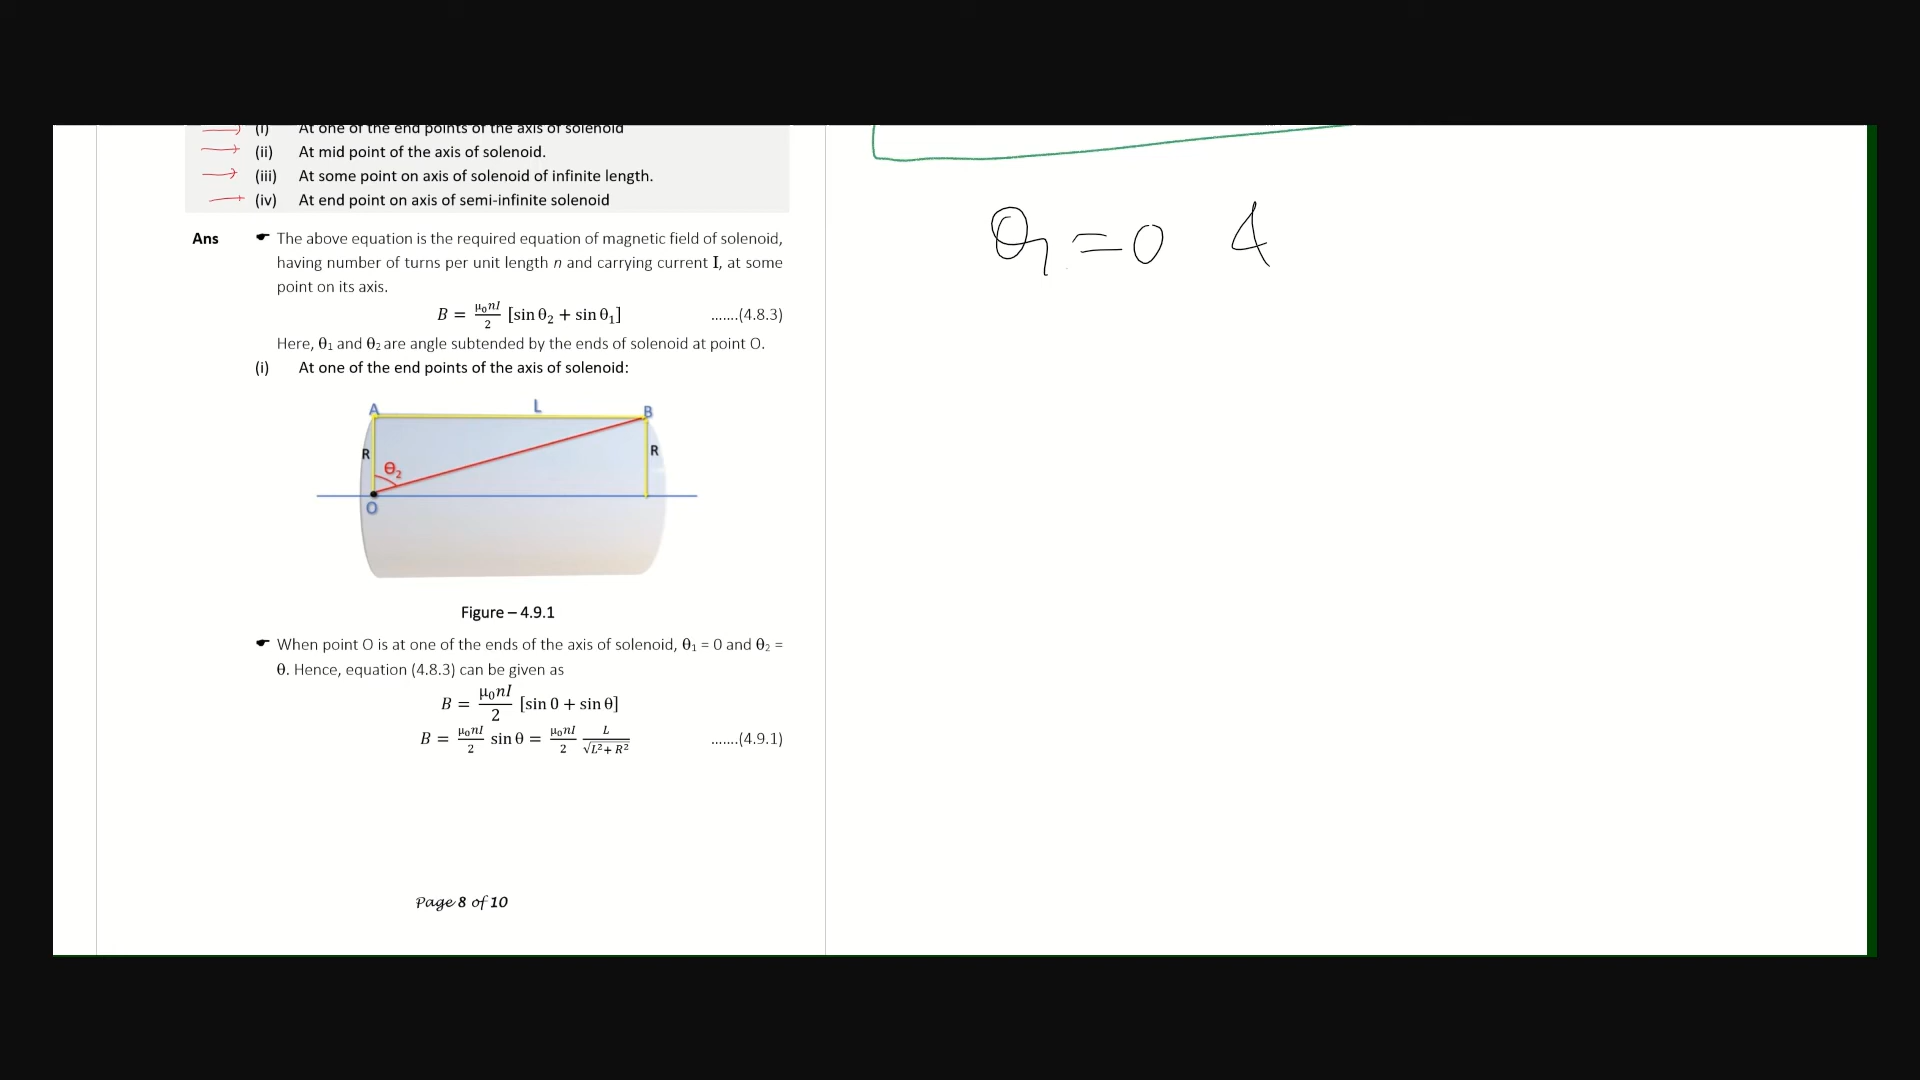 (i) At one of the end points of the axis of solenoid
(ii) At mid point of the axis of solenoid.
(iii) At some point on axis of solenoid of infinite length.
(iv) At end point on axis of semi-infinite solenoid
Ans The above equation is the required equation of magnetic field of solenoid,
having number of turns per unit length n and carrying current I, at some
point on its axis.
B = μ₀nI/2 [sin θ₂ + sin θ₁] .......(4.8.3)
Here, θ₁ and θ₂ are angle subtended by the ends of solenoid at point O.
(i) At one of the end points of the axis of solenoid:
A L B
R θ₂ R
O
Figure – 4.9.1
When point O is at one of the ends of the axis of solenoid, θ₁ = 0 and θ₂ =
θ. Hence, equation (4.8.3) can be given as
B = μ₀nI/2 [sin 0 + sin θ]
B = μ₀nI/2 sin θ = μ₀nI/2 L/√L² + R² .......(4.9.1)
Page 8 of 10
θ₁ = 0 &